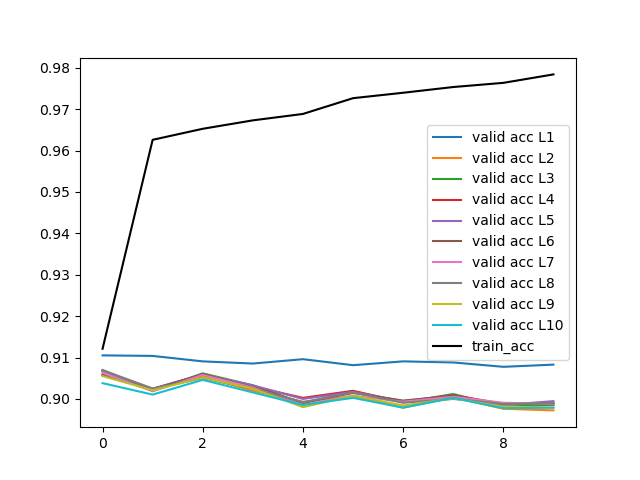 0.98
0.97
0.96
0.95
0.94
0.93
0.92
0.91
0.90
0
2
4
6
8
valid acc L1
valid acc L2
valid acc L3
valid acc L4
valid acc L5
valid acc L6
valid acc L7
valid acc L8
valid acc L9
valid acc L10
train_acc